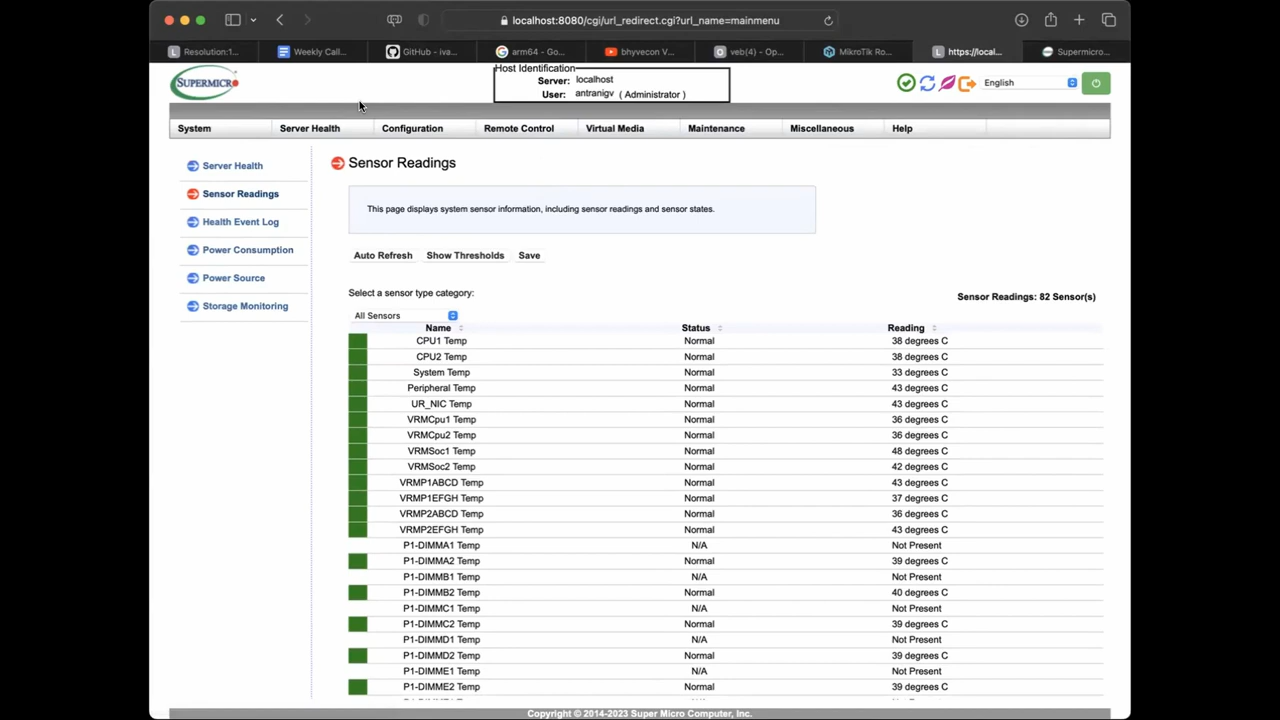 localhost:8080/cgi/url_redirect.cgi?url_name=mainmenu
Resolution:1...
Weekly Call...
GitHub - iva...
arm64 - Go...
bhyvecon V...
veb(4) - Op...
MikroTik Ro...
https://local...
Supermicro...
SUPERMICRO
Host Identification
Server: localhost
User: antranigv ( Administrator )
English
System Server Health Configuration Remote Control Virtual Media Maintenance Miscellaneous Help
Server Health
Sensor Readings
Health Event Log
Power Consumption
Power Source
Storage Monitoring
Sensor Readings
This page displays system sensor information, including sensor readings and sensor states.
Auto Refresh Show Thresholds Save
Select a sensor type category:
Sensor Readings: 82 Sensor(s)
All Sensors
Name Status Reading
CPU1 Temp Normal 38 degrees C
CPU2 Temp Normal 38 degrees C
System Temp Normal 33 degrees C
Peripheral Temp Normal 43 degrees C
UR_NIC Temp Normal 43 degrees C
VRMCpu1 Temp Normal 36 degrees C
VRMCpu2 Temp Normal 36 degrees C
VRMSoc1 Temp Normal 48 degrees C
VRMSoc2 Temp Normal 42 degrees C
VRMP1ABCD Temp Normal 43 degrees C
VRMP1EFGH Temp Normal 37 degrees C
VRMP2ABCD Temp Normal 36 degrees C
VRMP2EFGH Temp Normal 43 degrees C
P1-DIMMA1 Temp N/A Not Present
P1-DIMMA2 Temp Normal 39 degrees C
P1-DIMMB1 Temp N/A Not Present
P1-DIMMB2 Temp Normal 40 degrees C
P1-DIMMC1 Temp N/A Not Present
P1-DIMMC2 Temp Normal 39 degrees C
P1-DIMMD1 Temp N/A Not Present
P1-DIMMD2 Temp Normal 39 degrees C
P1-DIMME1 Temp N/A Not Present
P1-DIMME2 Temp Normal 39 degrees C
Copyright © 2014-2023 Super Micro Computer, Inc.